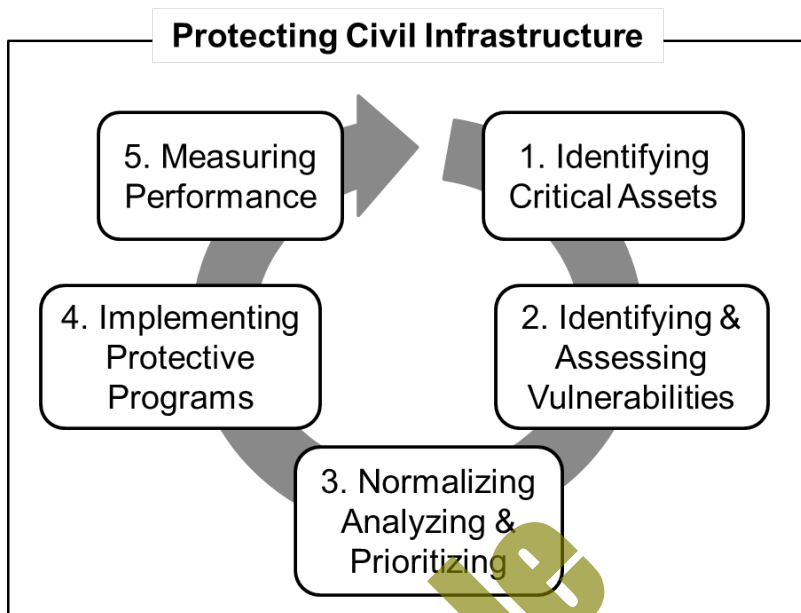 Protecting Civil Infrastructure
1. Identifying
Critical Assets
2. Identifying &
Assessing
Vulnerabilities
3. Normalizing
Analyzing &
Prioritizing
4. Implementing
Protective
Programs
5. Measuring
Performance
le